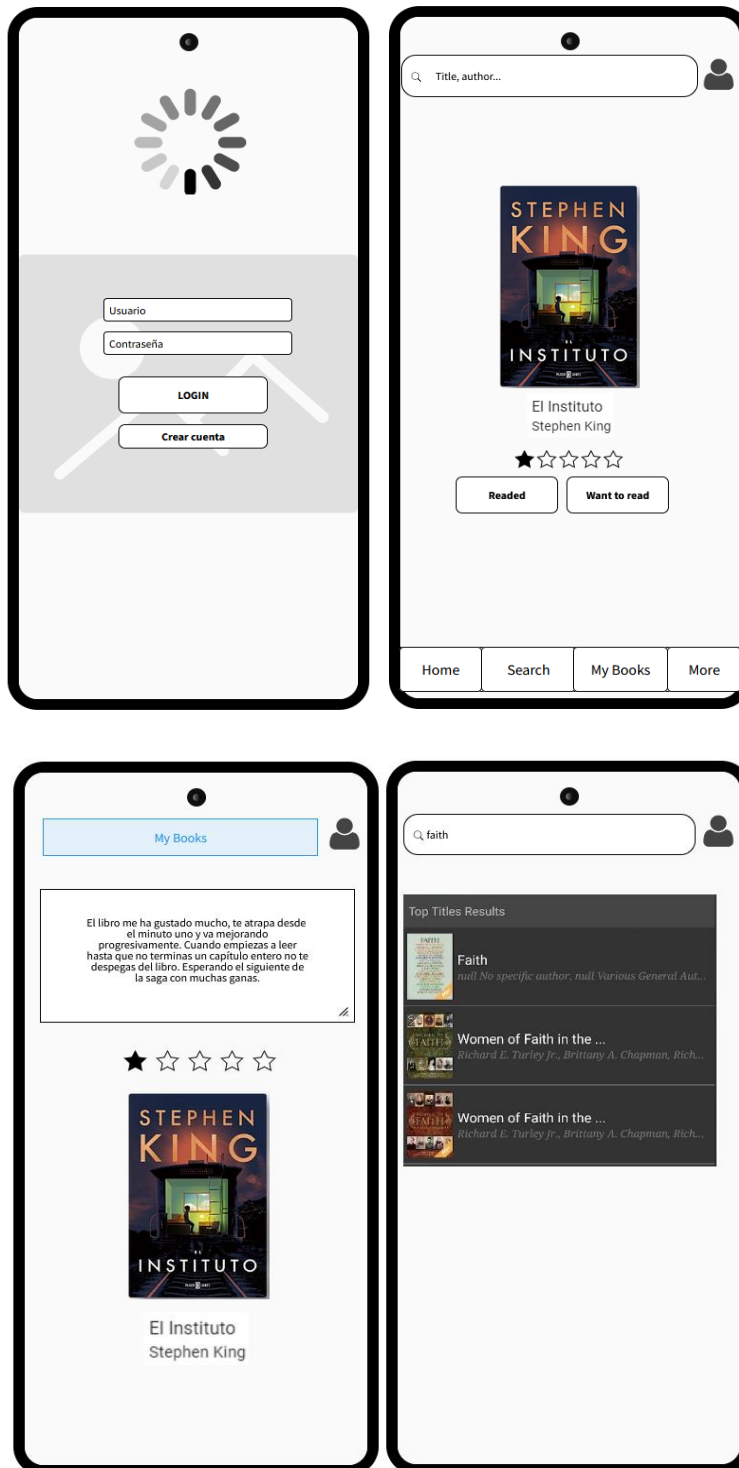 Usuario
Contraseña
LOGIN
Crear cuenta
Title, author...
STEPHEN
KING
EL
INSTITUTO
El Instituto
Stephen King
Readed
Want to read
Home
Search
My Books
More
My Books
El libro me ha gustado mucho, te atrapa desde
el minuto uno y va mejorando
progresivamente. Cuando empiezas a leer
hasta que no terminas un capítulo entero no te
despegas del libro. Esperando el siguiente de
la saga con muchas ganas.
STEPHEN
KING
EL
INSTITUTO
El Instituto
Stephen King
faith
Top Titles Results
FAITH
Faith
null No specific author, null Various General Aut...
FAITH
Women of Faith in the ...
Richard E. Turley Jr., Brittany A. Chapman, Rich...
FAITH
Women of Faith in the ...
Richard E. Turley Jr., Brittany A. Chapman, Rich...